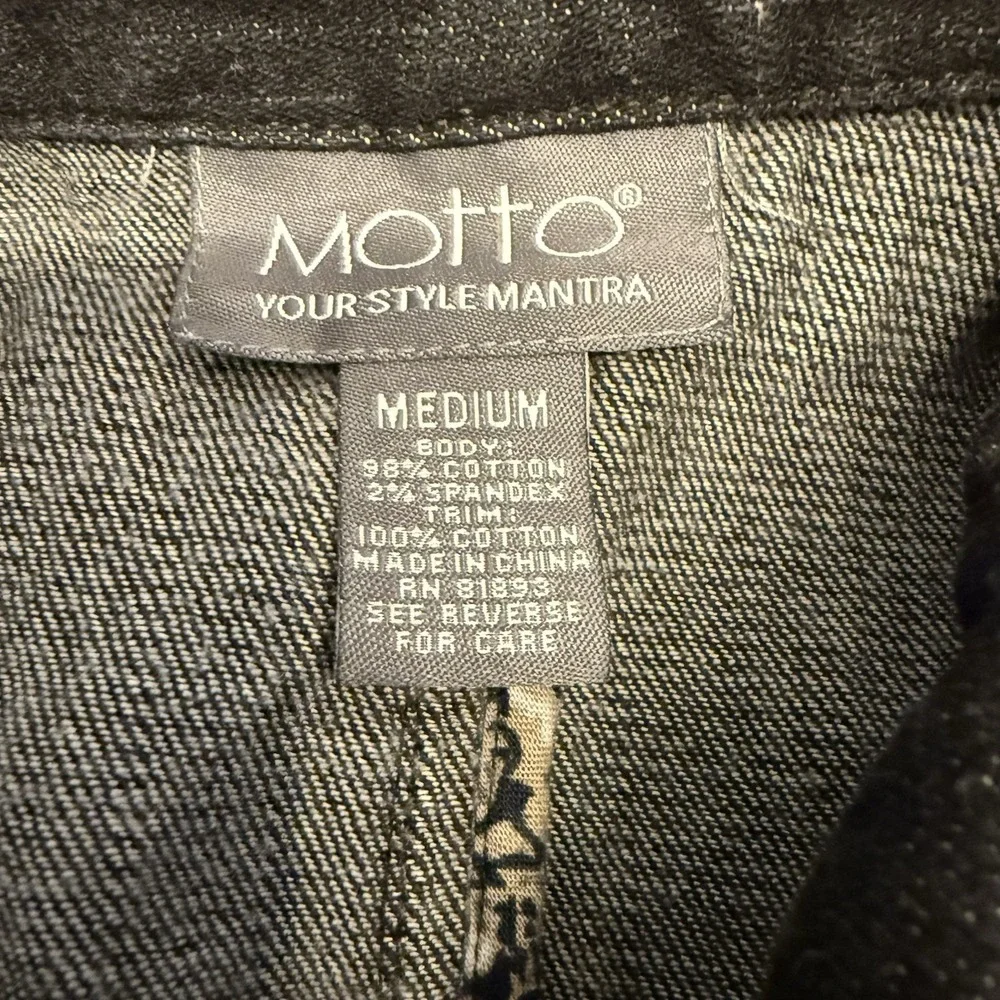 Motto®
YOUR STYLE MANTRA
MEDIUM
BODY:
98% COTTON
2% SPANDEX
TRIM:
100% COTTON
MADE IN CHINA
RN 81893
SEE REVERSE
FOR CARE